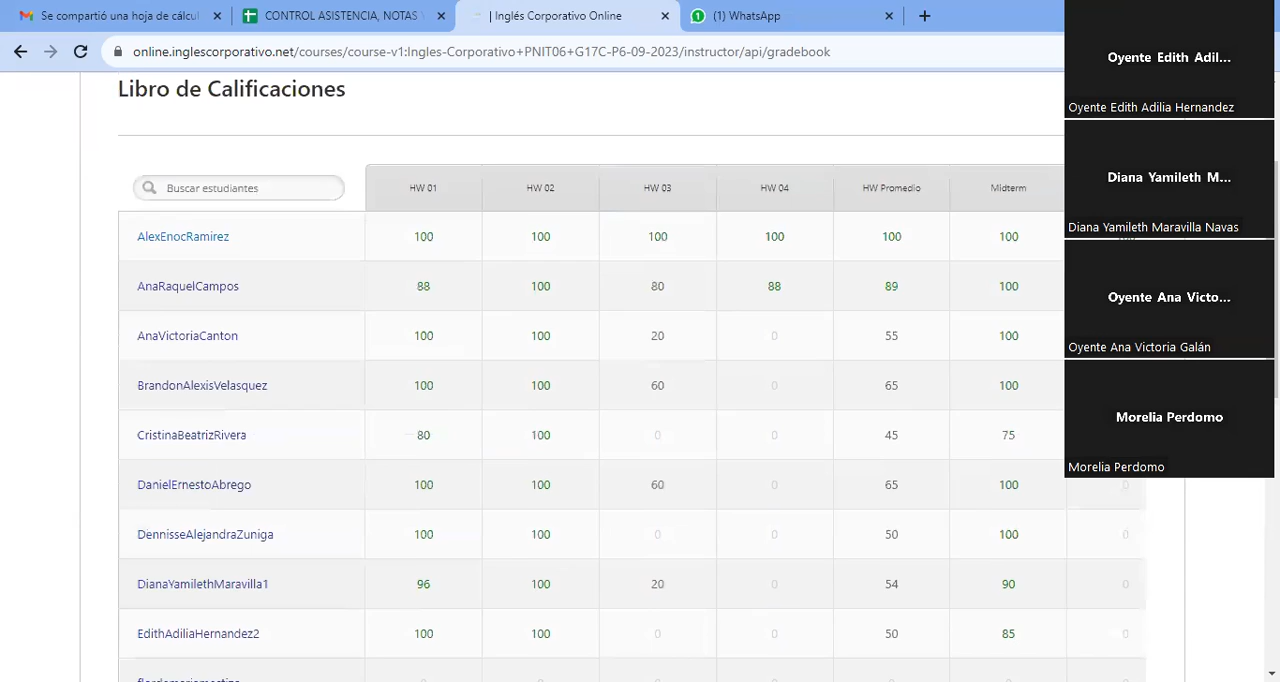 Se compartió una hoja de cálcul
CONTROL ASISTENCIA, NOTAS
| Inglés Corporativo Online
(1) WhatsApp
online.inglescorporativo.net/courses/course-v1:Ingles-Corporativo+PNIT06+G17C-P6-09-2023/instructor/api/gradebook
Libro de Calificaciones
Buscar estudiantes HW 01 HW 02 HW 03 HW 04 HW Promedio Midterm
AlexEnocRamirez 100 100 100 100 100 100
AnaRaquelCampos 88 100 80 88 89 100
AnaVictoriaCanton 100 100 20 0 55 100
BrandonAlexisVelasquez 100 100 60 0 65 100
CristinaBeatrizRivera 80 100 0 0 45 75
DanielErnestoAbrego 100 100 60 0 65 100 0
DennisseAlejandraZuniga 100 100 0 0 50 100 0
DianaYamilethMaravilla1 96 100 20 0 54 90 0
EdithAdiliaHernandez2 100 100 0 0 50 85 0
Oyente Edith Adil...
Oyente Edith Adilia Hernandez
Diana Yamileth M...
Diana Yamileth Maravilla Navas
Oyente Ana Victo...
Oyente Ana Victoria Galán
Morelia Perdomo
Morelia Perdomo